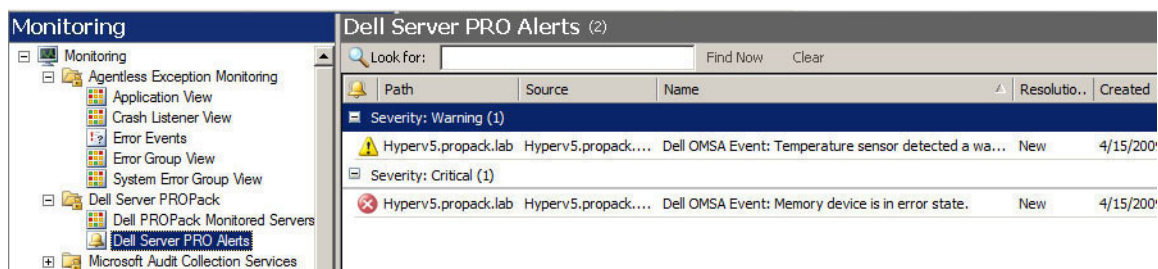 Monitoring
Monitoring
Agentless Exception Monitoring
Application View
Crash Listener View
Error Events
Error Group View
System Error Group View
Dell Server PROPack
Dell PROPack Monitored Servers
Dell Server PRO Alerts
Microsoft Audit Collection Services
Dell Server PRO Alerts (2)
Look for: Find Now Clear
Path Source Name Resolutio.. Created
Severity: Warning (1)
Hyperv5.propack.lab Hyperv5.propack.... Dell OMSA Event: Temperature sensor detected a wa... New 4/15/2009
Severity: Critical (1)
Hyperv5.propack.lab Hyperv5.propack.... Dell OMSA Event: Memory device is in error state. New 4/15/2009